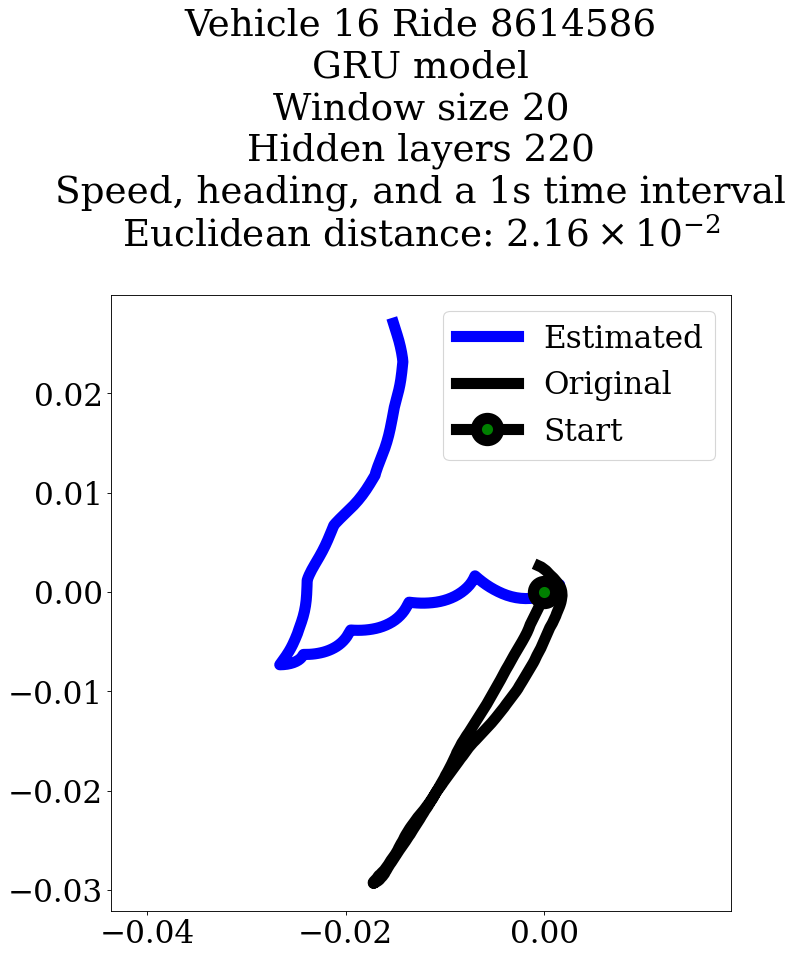 Vehicle 16 Ride 8614586
GRU model
Window size 20
Hidden layers 220
Speed, heading, and a 1s time interval
Euclidean distance: 2.16 × 10⁻²
Estimated
Original
Start
0.02
0.01
0.00
−0.01
−0.02
−0.03
−0.04
−0.02
0.00